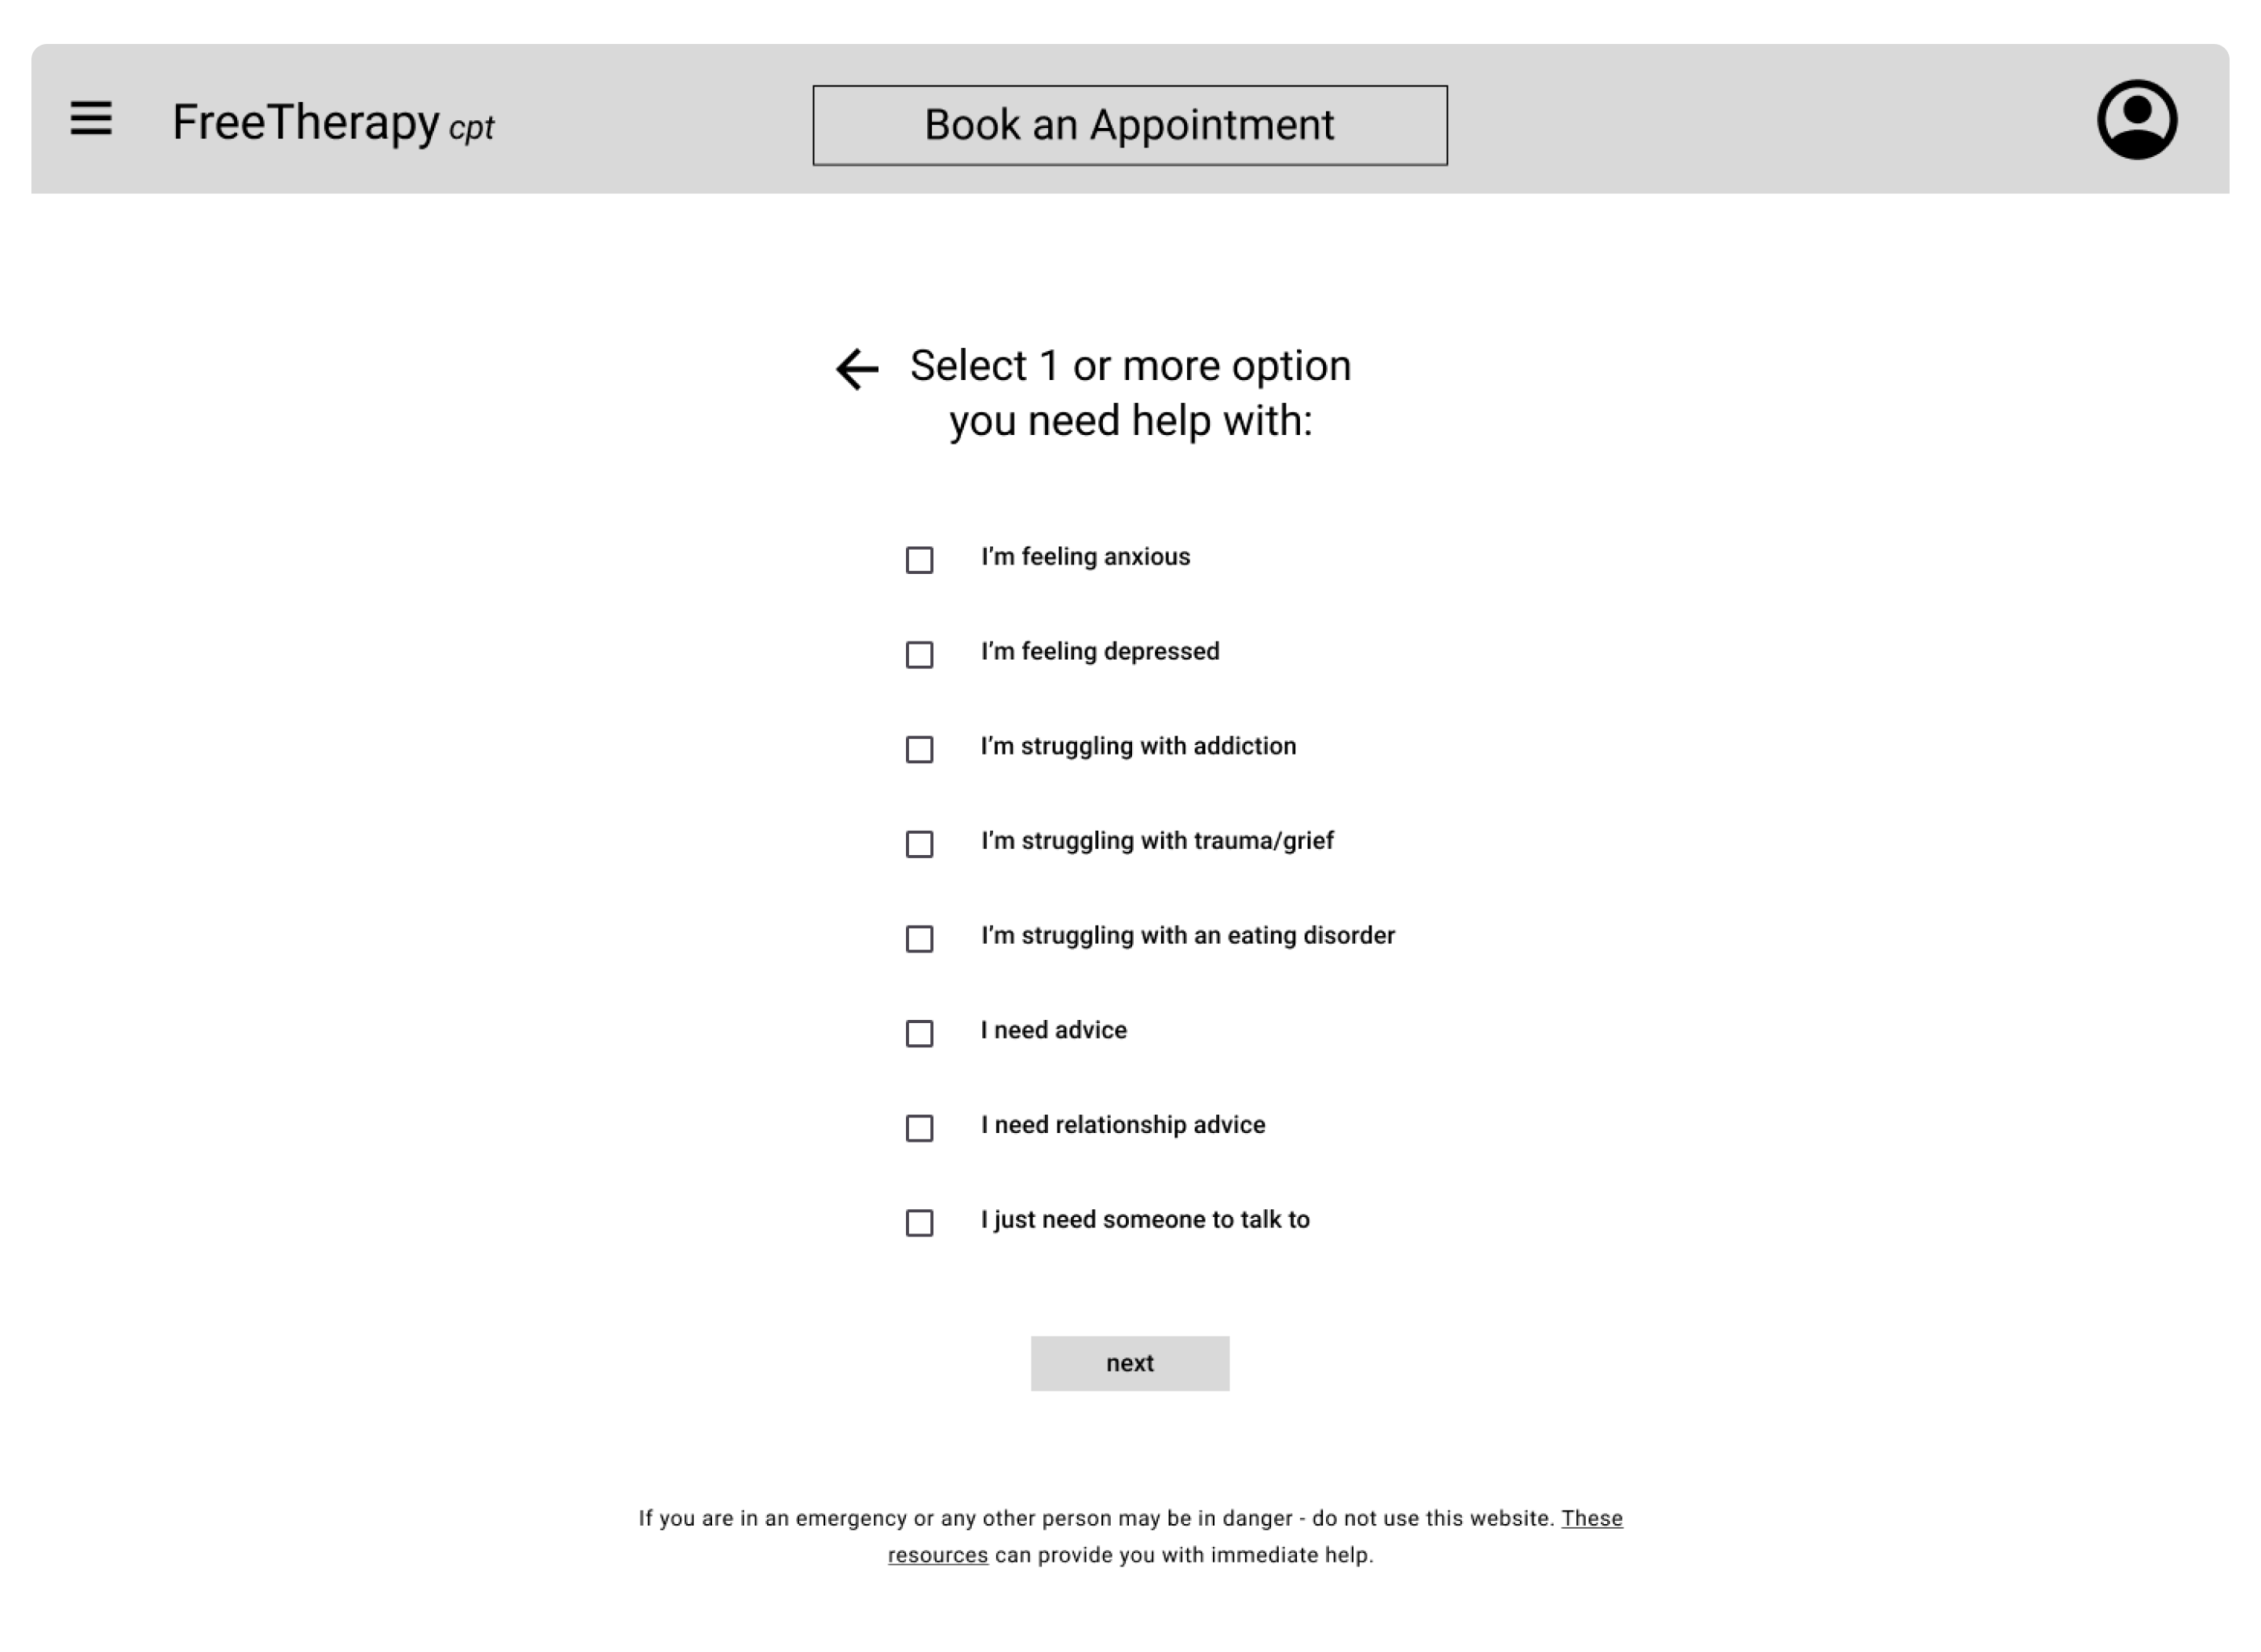 FreeTherapy cpt
Book an Appointment
Select 1 or more option
you need help with:
I’m feeling anxious
I’m feeling depressed
I’m struggling with addiction
I’m struggling with trauma/grief
I’m struggling with an eating disorder
I need advice
I need relationship advice
I just need someone to talk to
next
If you are in an emergency or any other person may be in danger - do not use this website. These
resources can provide you with immediate help.